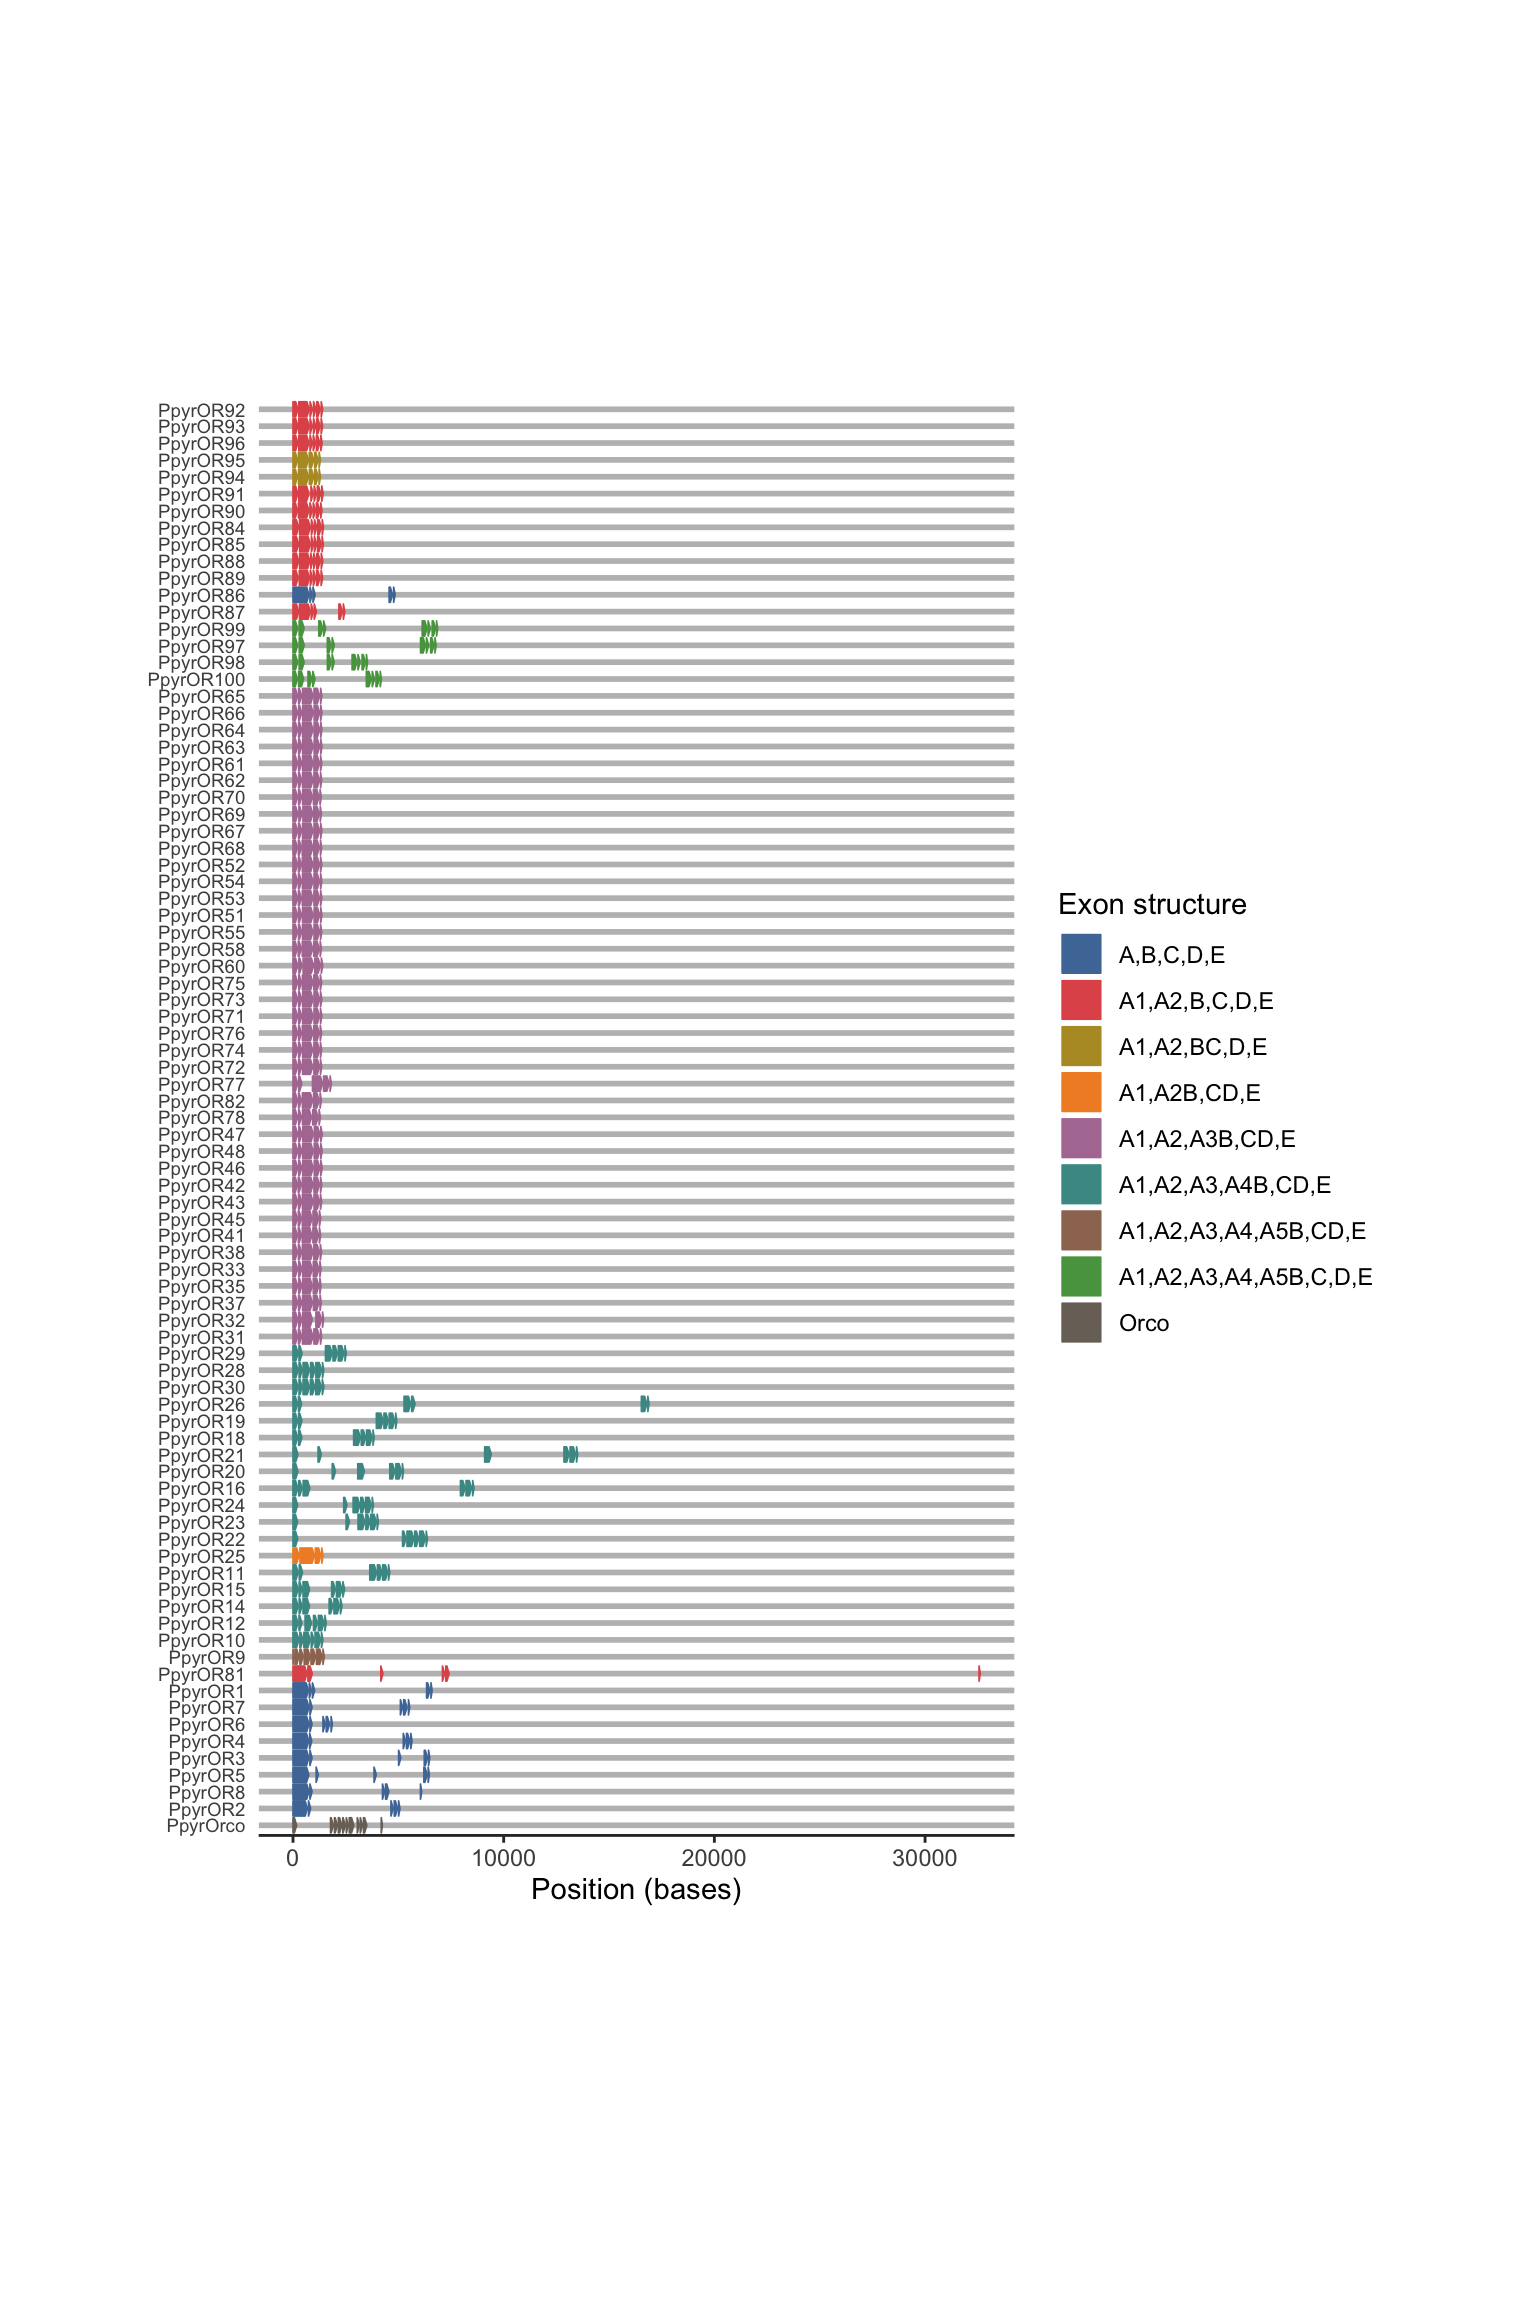 PpyrOR92
PpyrOR93
PpyrOR96
PpyrOR95
PpyrOR94
PpyrOR91
PpyrOR90
PpyrOR84
PpyrOR85
PpyrOR88
PpyrOR89
PpyrOR86
PpyrOR87
PpyrOR99
PpyrOR97
PpyrOR98
PpyrOR100
PpyrOR65
PpyrOR66
PpyrOR64
PpyrOR63
PpyrOR61
PpyrOR62
PpyrOR70
PpyrOR69
PpyrOR67
PpyrOR68
PpyrOR52
PpyrOR54
PpyrOR53
PpyrOR51
PpyrOR55
PpyrOR58
PpyrOR60
PpyrOR75
PpyrOR73
PpyrOR71
PpyrOR76
PpyrOR74
PpyrOR72
PpyrOR77
PpyrOR82
PpyrOR78
PpyrOR47
PpyrOR48
PpyrOR46
PpyrOR42
PpyrOR43
PpyrOR45
PpyrOR41
PpyrOR38
PpyrOR33
PpyrOR35
PpyrOR37
PpyrOR32
PpyrOR31
PpyrOR29
PpyrOR28
PpyrOR30
PpyrOR26
PpyrOR19
PpyrOR18
PpyrOR21
PpyrOR20
PpyrOR16
PpyrOR24
PpyrOR23
PpyrOR22
PpyrOR25
PpyrOR11
PpyrOR15
PpyrOR14
PpyrOR12
PpyrOR10
PpyrOR9
PpyrOR81
PpyrOR1
PpyrOR7
PpyrOR6
PpyrOR4
PpyrOR3
PpyrOR5
PpyrOR8
PpyrOR2
PpyrOrco
0 10000 20000 30000
Position (bases)
Exon structure
A,B,C,D,E
A1,A2,B,C,D,E
A1,A2,BC,D,E
A1,A2B,CD,E
A1,A2,A3B,CD,E
A1,A2,A3,A4B,CD,E
A1,A2,A3,A4,A5B,CD,E
A1,A2,A3,A4,A5B,C,D,E
Orco